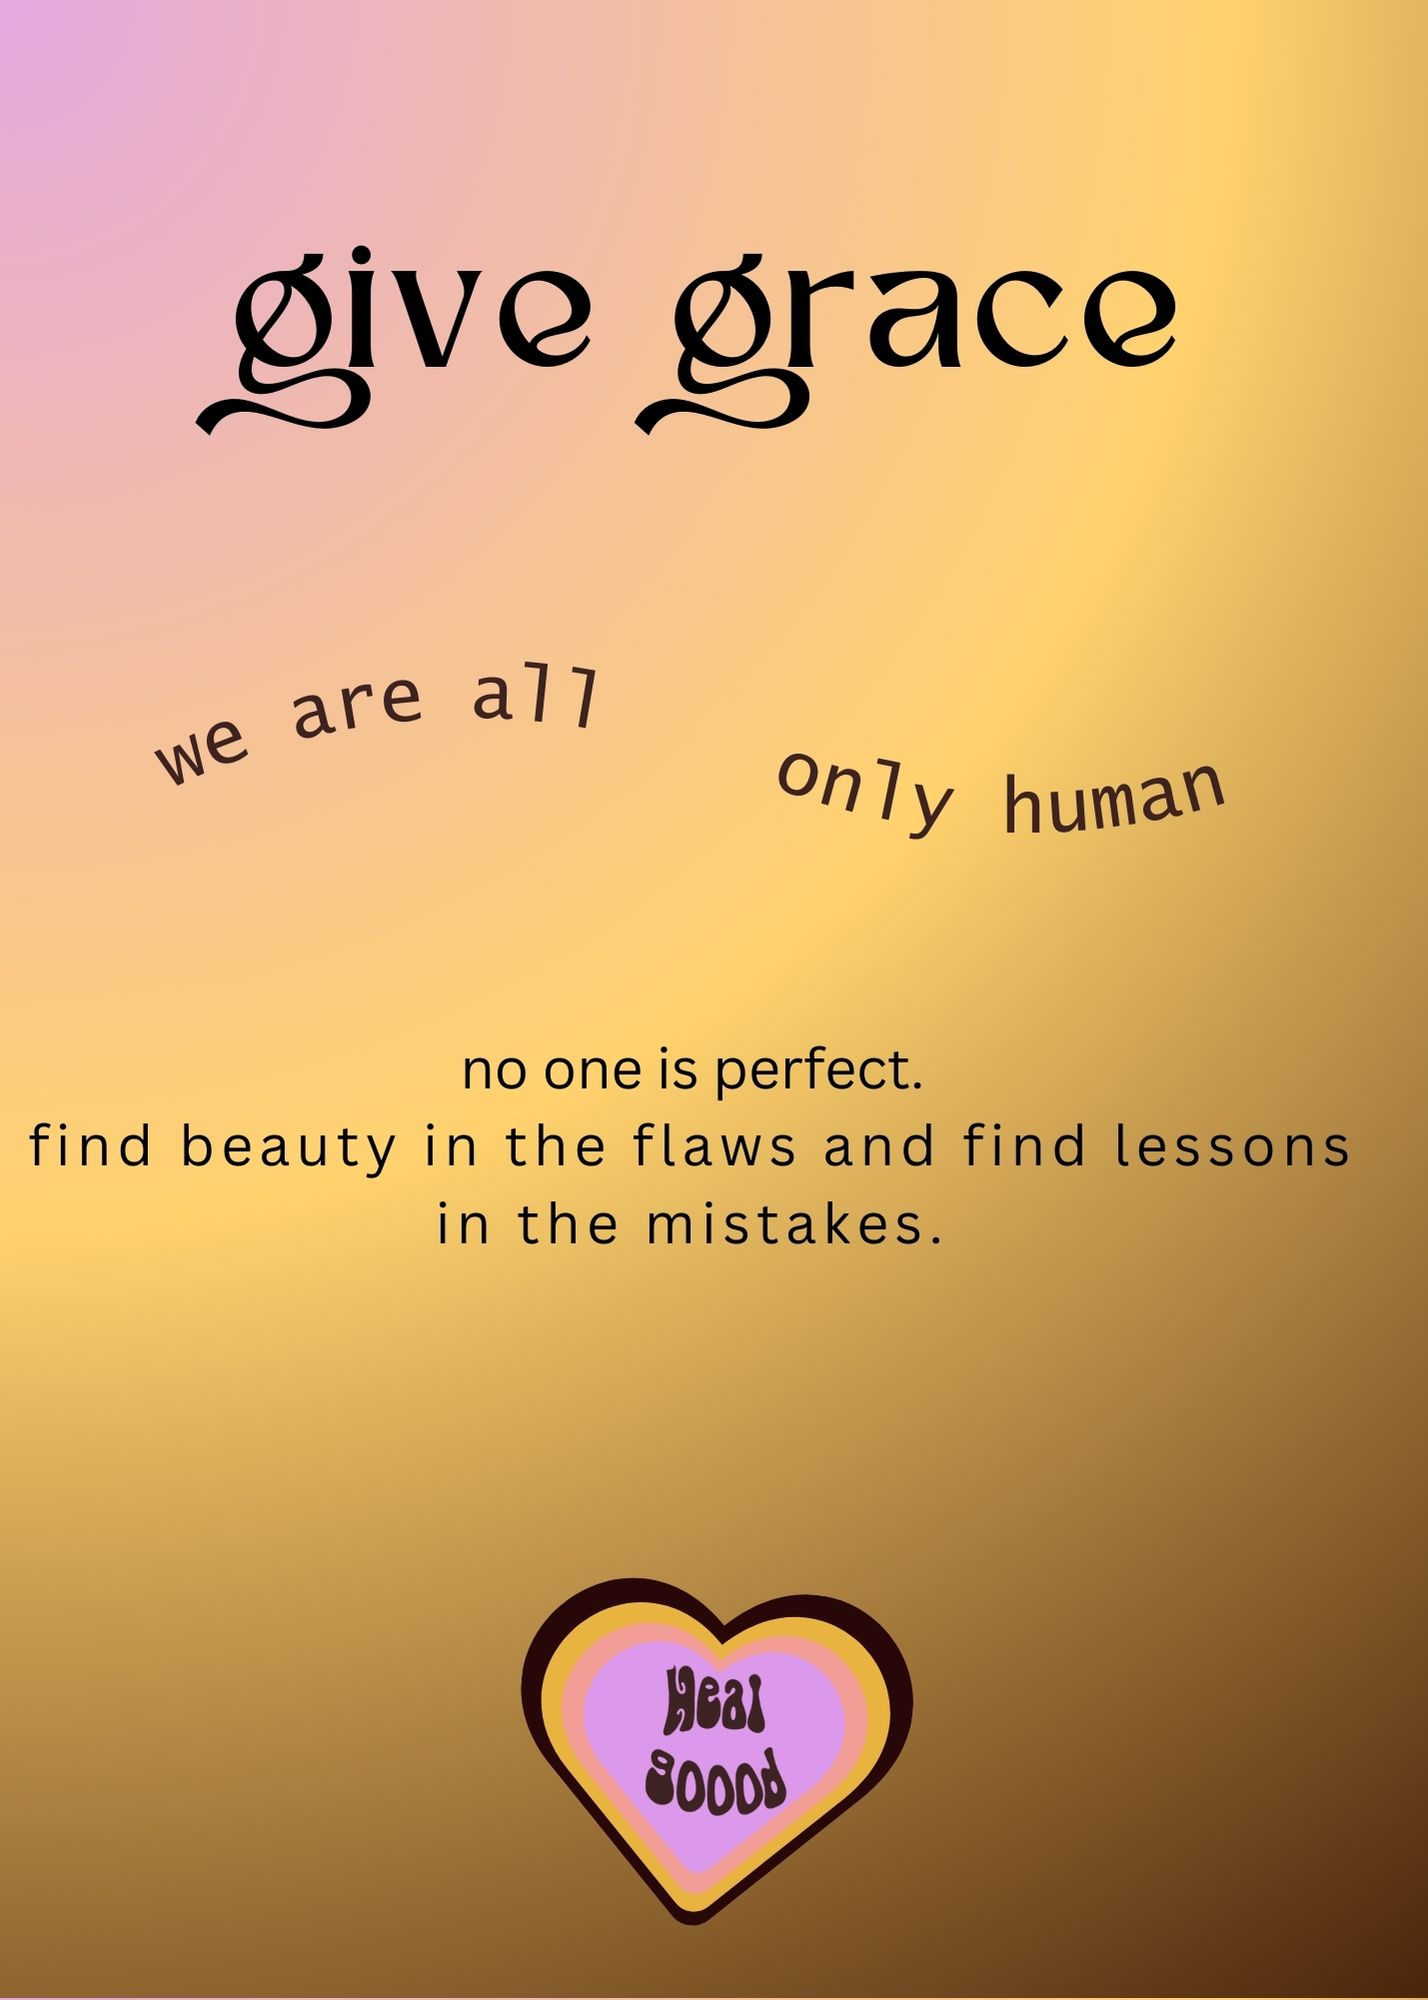 give grace
we are all
only human
no one is perfect.
find beauty in the flaws and find lessons
in the mistakes.
Heal
goood